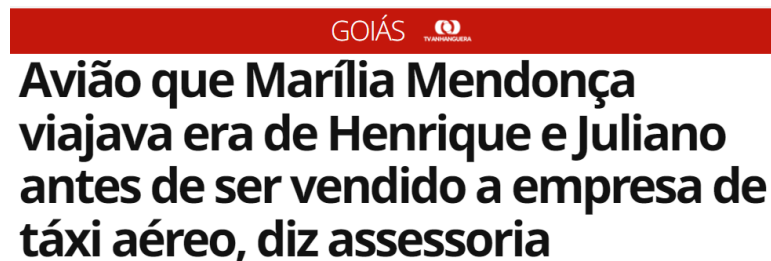 GOIÁS TV ANHANGUERA
Avião que Marília Mendonça
viajava era de Henrique e Juliano
antes de ser vendido a empresa de
táxi aéreo, diz assessoria